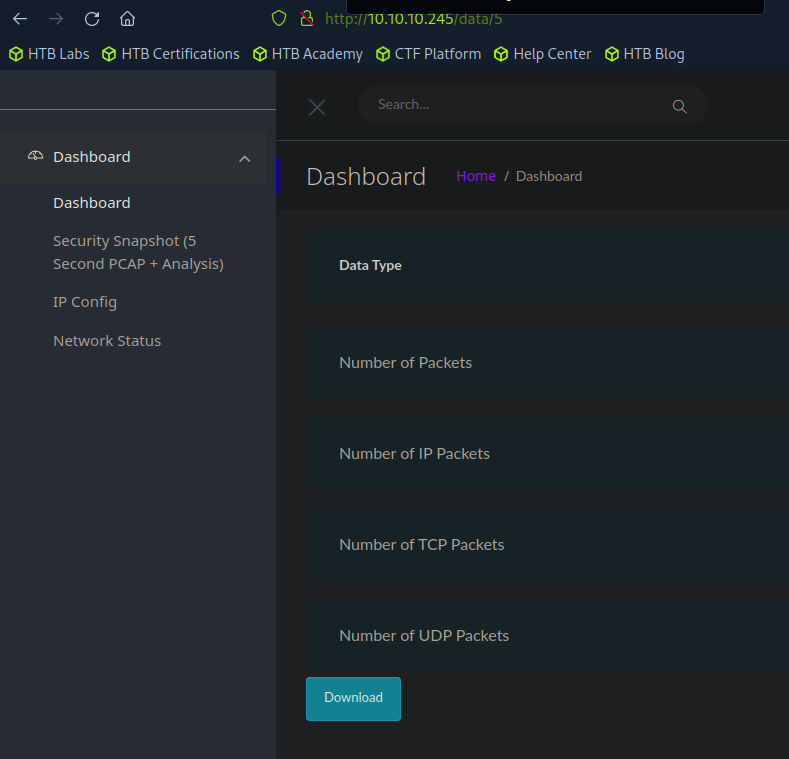 http://10.10.10.245/data/5
HTB Labs HTB Certifications HTB Academy CTF Platform Help Center HTB Blog
Search...
Dashboard
Dashboard
Security Snapshot (5
Second PCAP + Analysis)
IP Config
Network Status
Dashboard Home / Dashboard
Data Type
Number of Packets
Number of IP Packets
Number of TCP Packets
Number of UDP Packets
Download